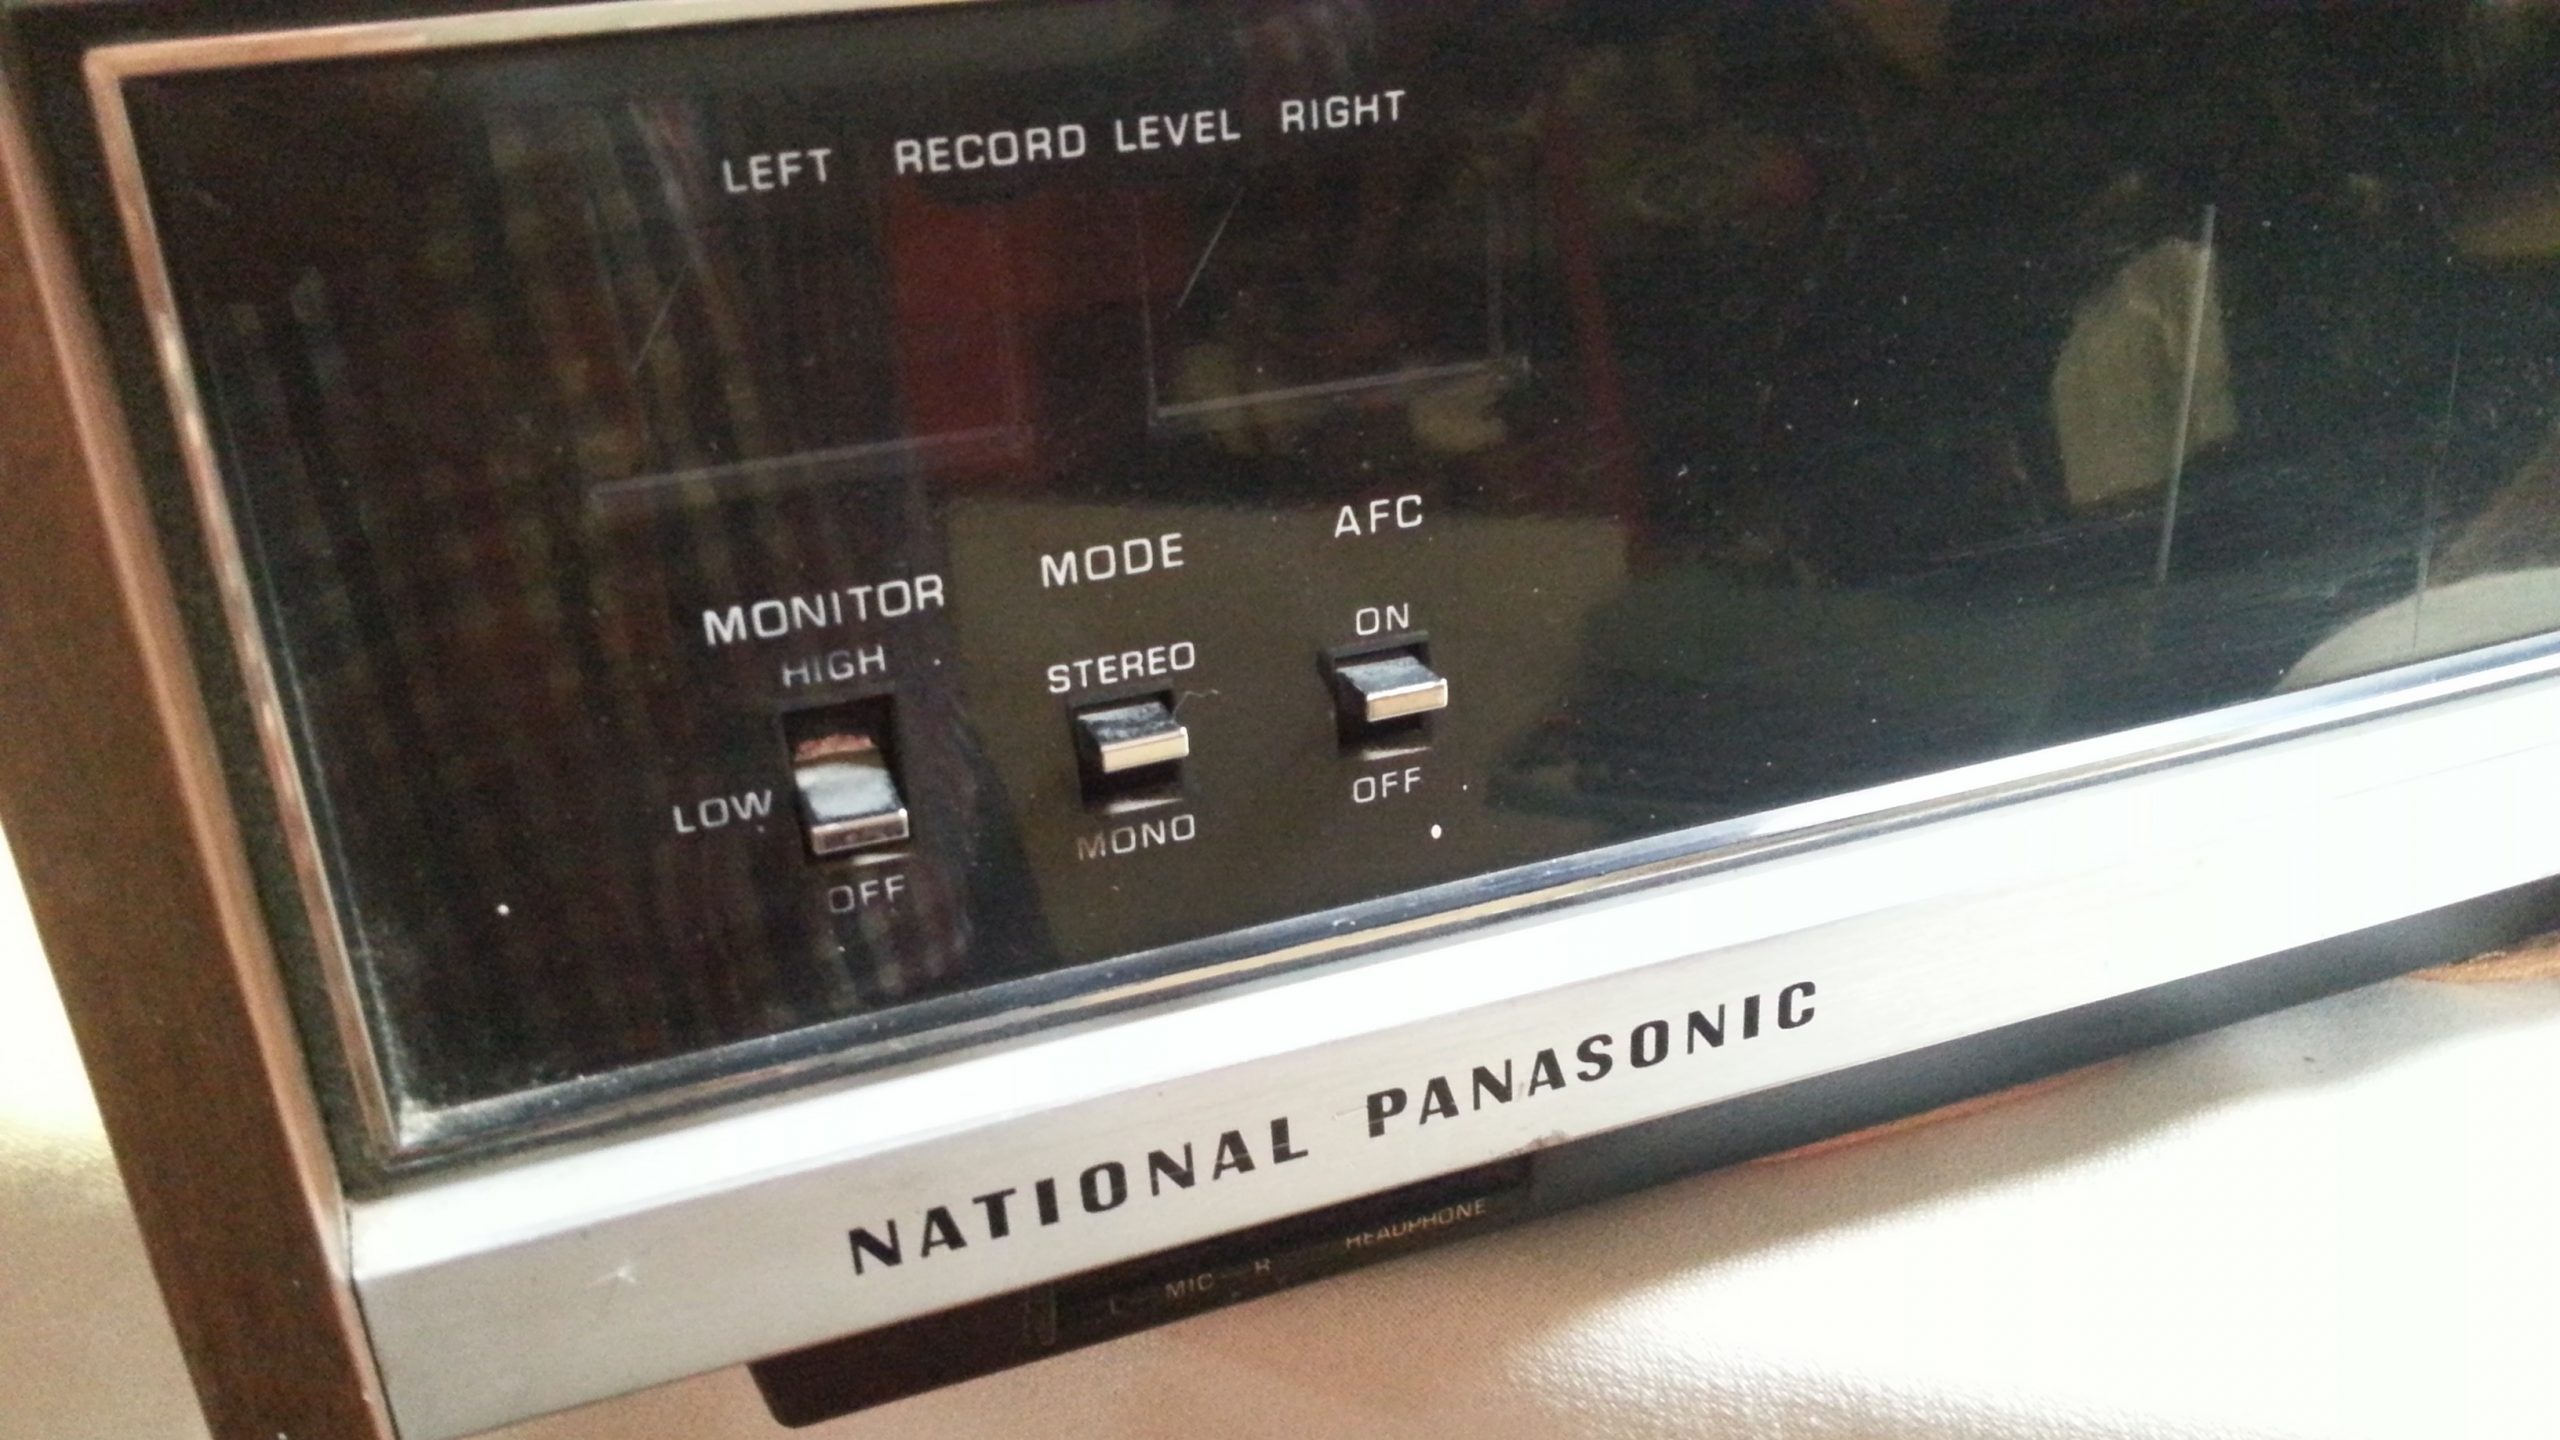 LEFT RECORD LEVEL RIGHT
MONITOR MODE AFC
HIGH STEREO ON
LOW
OFF MONO OFF
NATIONAL PANASONIC
L MIC R HEADPHONE